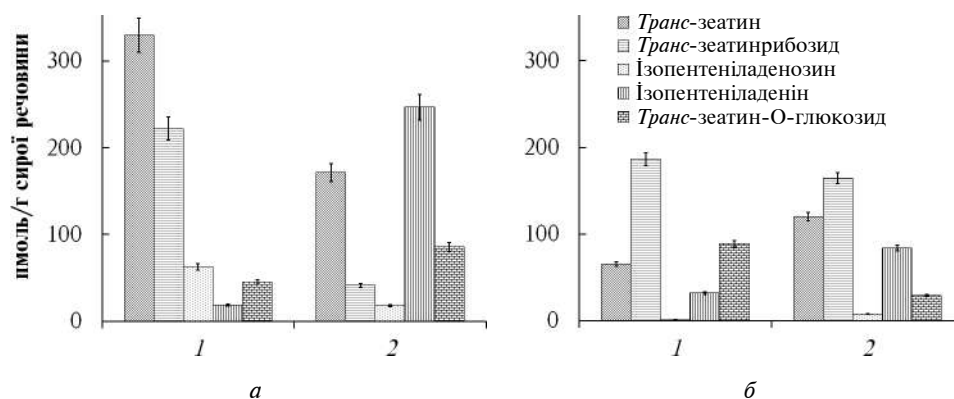 пмоль/г сирої речовини
300
200
100
0
1
2
а
300
200
100
0
1
2
б
Транс-зеатин
Транс-зеатинрибозид
Ізопентеніладенозин
Ізопентеніладенін
Транс-зеатин-О-глюкозид